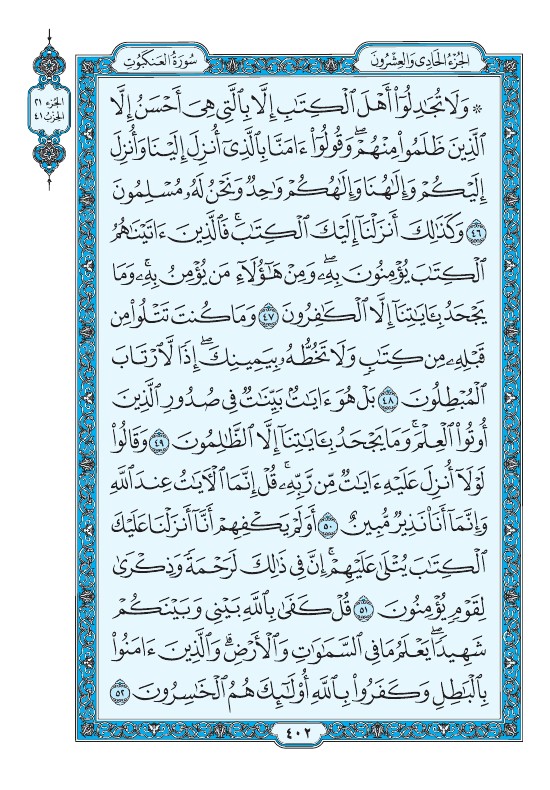 الجزء الحادي والعشرون
سورة العنكبوت
الجزء ٢١
الحزب ٤١
۞ وَلَا تُجَٰدِلُوٓاْ أَهۡلَ ٱلۡكِتَٰبِ إِلَّا بِٱلَّتِي هِيَ أَحۡسَنُ إِلَّا
ٱلَّذِينَ ظَلَمُواْ مِنۡهُمۡۖ وَقُولُوٓاْ ءَامَنَّا بِٱلَّذِيٓ أُنزِلَ إِلَيۡنَا وَأُنزِلَ
إِلَيۡكُمۡ وَإِلَٰهُنَا وَإِلَٰهُكُمۡ وَٰحِدٞ وَنَحۡنُ لَهُۥ مُسۡلِمُونَ
٤٦ وَكَذَٰلِكَ أَنزَلۡنَآ إِلَيۡكَ ٱلۡكِتَٰبَۚ فَٱلَّذِينَ ءَاتَيۡنَٰهُمُ
ٱلۡكِتَٰبَ يُؤۡمِنُونَ بِهِۦۖ وَمِنۡ هَٰٓؤُلَآءِ مَن يُؤۡمِنُ بِهِۦۚ وَمَا
يَجۡحَدُ بِـَٔايَٰتِنَآ إِلَّا ٱلۡكَٰفِرُونَ ٤٧ وَمَا كُنتَ تَتۡلُواْ مِن
قَبۡلِهِۦ مِن كِتَٰبٖ وَلَا تَخُطُّهُۥ بِيَمِينِكَۖ إِذٗا لَّٱرۡتَابَ
ٱلۡمُبۡطِلُونَ ٤٨ بَلۡ هُوَ ءَايَٰتُۢ بَيِّنَٰتٞ فِي صُدُورِ ٱلَّذِينَ
أُوتُواْ ٱلۡعِلۡمَۚ وَمَا يَجۡحَدُ بِـَٔايَٰتِنَآ إِلَّا ٱلظَّٰلِمُونَ ٤٩ وَقَالُواْ
لَوۡلَآ أُنزِلَ عَلَيۡهِ ءَايَٰتٞ مِّن رَّبِّهِۦۚ قُلۡ إِنَّمَا ٱلۡأٓيَٰتُ عِندَ ٱللَّهِ
وَإِنَّمَآ أَنَا۠ نَذِيرٞ مُّبِينٌ ٥٠ أَوَلَمۡ يَكۡفِهِمۡ أَنَّآ أَنزَلۡنَا عَلَيۡكَ
ٱلۡكِتَٰبَ يُتۡلَىٰ عَلَيۡهِمۡۚ إِنَّ فِي ذَٰلِكَ لَرَحۡمَةٗ وَذِكۡرَىٰ
لِقَوۡمٖ يُؤۡمِنُونَ ٥١ قُلۡ كَفَىٰ بِٱللَّهِ بَيۡنِي وَبَيۡنَكُمۡ
شَهِيدٗاۖ يَعۡلَمُ مَا فِي ٱلسَّمَٰوَٰتِ وَٱلۡأَرۡضِۗ وَٱلَّذِينَ ءَامَنُواْ
بِٱلۡبَٰطِلِ وَكَفَرُواْ بِٱللَّهِ أُوْلَٰٓئِكَ هُمُ ٱلۡخَٰسِرُونَ ٥٢
٤٠٢